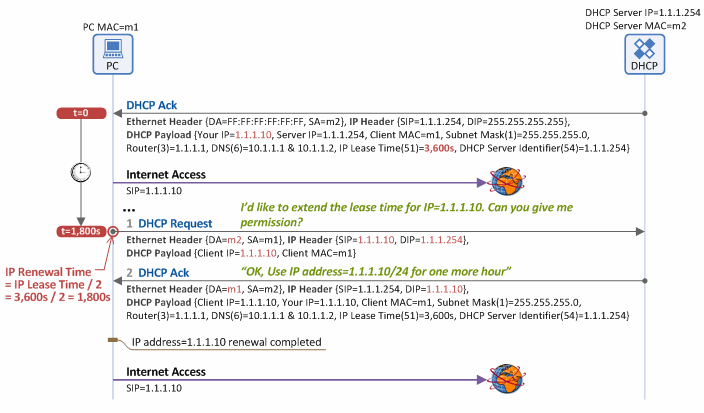 DHCP Server IP=1.1.1.254
PC MAC=m1
DHCP Server MAC=m2
PC
DHCP
DHCP Ack
t=0
Ethernet Header {DA=FF:FF:FF:FF:FF:FF, SA=m2}, IP Header {SIP=1.1.1.254, DIP=255.255.255.255},
DHCP Payload {Your IP=1.1.1.10, Server IP=1.1.1.254, Client MAC=m1, Subnet Mask(1)=255.255.255.0,
Router(3)=1.1.1.1, DNS(6)=10.1.1.1 & 10.1.1.2, IP Lease Time(51)=3,600s, DHCP Server Identifier(54)=1.1.1.254}
Internet Access
SIP=1.1.1.10
...
I'd like to extend the lease time for IP=1.1.1.10. Can you give me
permission?
1 DHCP Request
t=1,800s
Ethernet Header {DA=m2, SA=m1}, IP Header {SIP=1.1.1.10, DIP=1.1.1.254},
DHCP Payload {Client IP=1.1.1.10, Client MAC=m1}
IP Renewal Time
= IP Lease Time / 2
= 3,600s / 2 = 1,800s
2 DHCP Ack
“OK, Use IP address=1.1.1.10/24 for one more hour”
Ethernet Header {DA=m1, SA=m2}, IP Header {SIP=1.1.1.254, DIP=1.1.1.10},
DHCP Payload {Client IP=1.1.1.10, Your IP=1.1.1.10, Client MAC=m1, Subnet Mask(1)=255.255.255.0,
Router(3)=1.1.1.1, DNS(6)=10.1.1.1 & 10.1.1.2, IP Lease Time(51)=3,600s, DHCP Server Identifier(54)=1.1.1.254}
IP address=1.1.1.10 renewal completed
Internet Access
SIP=1.1.1.10